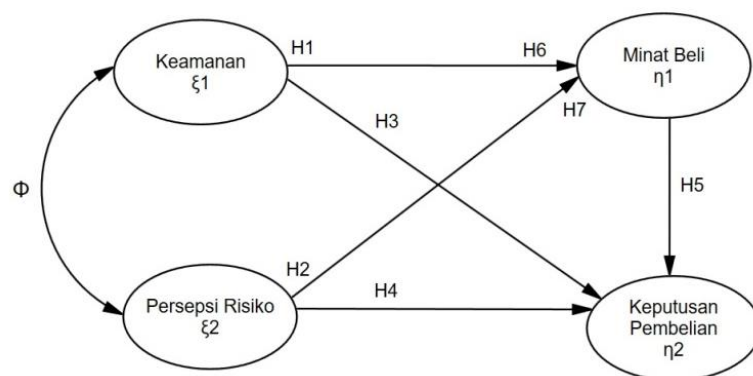 Keamanan
ξ1
H1
H6
Minat Beli
η1
H3
H7
Φ
H5
H2
H4
Persepsi Risiko
ξ2
Keputusan
Pembelian
η2